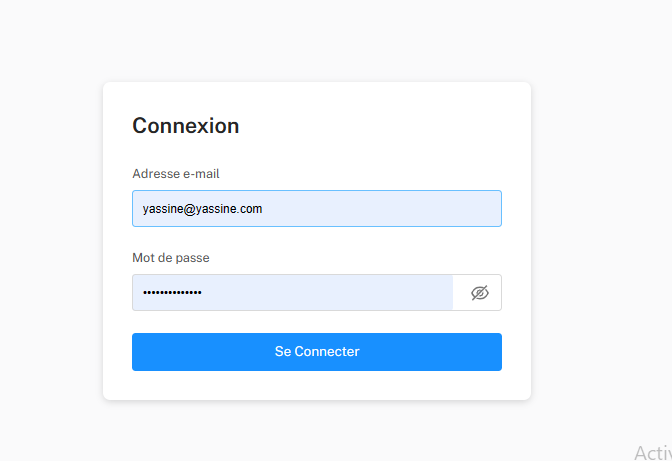 Connexion
Adresse e-mail
yassine@yassine.com
Mot de passe
••••••••••••••
Se Connecter